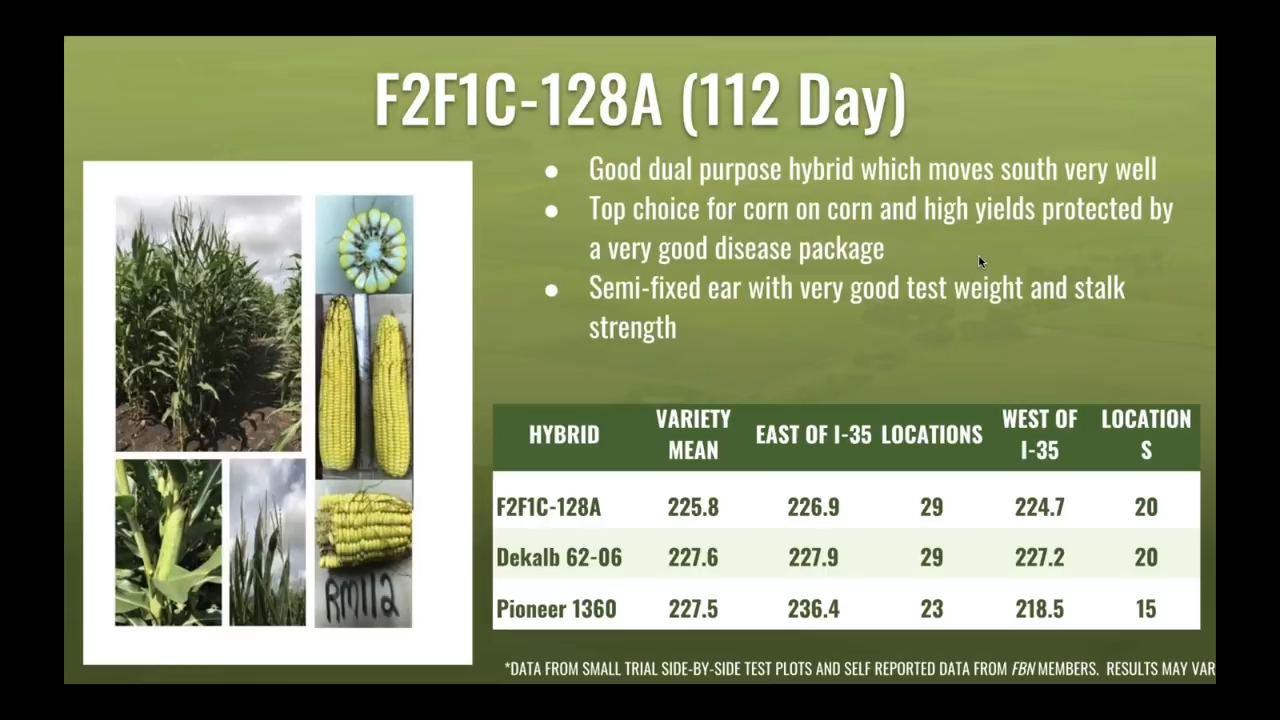 F2F1C-128A (112 Day)
● Good dual purpose hybrid which moves south very well
● Top choice for corn on corn and high yields protected by
a very good disease package
● Semi-fixed ear with very good test weight and stalk
strength
RM112
HYBRID VARIETY MEAN EAST OF I-35 LOCATIONS WEST OF I-35 LOCATION S
F2F1C-128A 225.8 226.9 29 224.7 20
Dekalb 62-06 227.6 227.9 29 227.2 20
Pioneer 1360 227.5 236.4 23 218.5 15
*DATA FROM SMALL TRIAL SIDE-BY-SIDE TEST PLOTS AND SELF REPORTED DATA FROM FBN MEMBERS. RESULTS MAY VAR